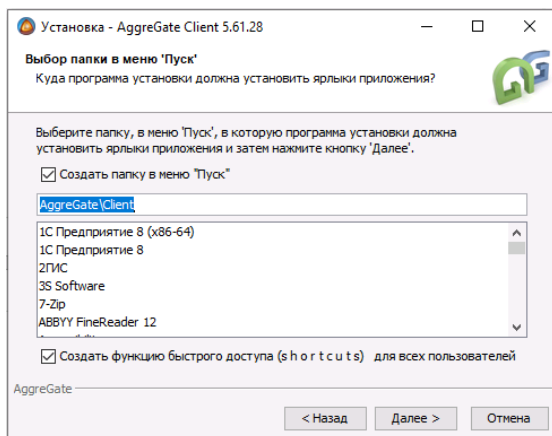 Установка - AggreGate Client 5.61.28
Выбор папки в меню 'Пуск'
Куда программа установки должна установить ярлыки приложения?
Выберите папку, в меню 'Пуск', в которую программа установки должна
установить ярлыки приложения и затем нажмите кнопку 'Далее'.
Создать папку в меню "Пуск"
AggreGate\Client
1С Предприятие 8 (x86-64)
1С Предприятие 8
2ГИС
3S Software
7-Zip
ABBYY FineReader 12
Создать функцию быстрого доступа (s h o r t c u t s) для всех пользователей
AggreGate
< Назад
Далее >
Отмена